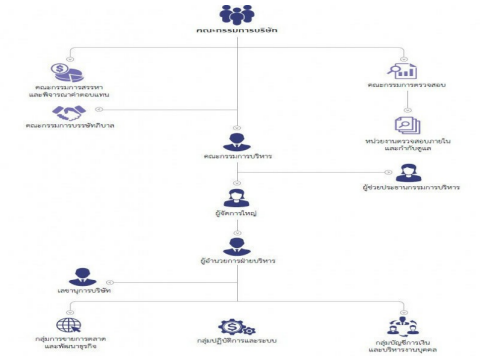 คณะกรรมการบริษัท
คณะกรรมการสรรหา
และพิจารณาค่าตอบแทน
คณะกรรมการตรวจสอบ
คณะกรรมการบรรษัทภิบาล
หน่วยงานตรวจสอบภายใน
และกำกับดูแล
คณะกรรมการบริหาร
ผู้ช่วยประธานกรรมการบริหาร
ผู้จัดการใหญ่
ผู้อำนวยการฝ่ายบริหาร
เลขานุการบริษัท
กลุ่มการขายการตลาด
และพัฒนาธุรกิจ
กลุ่มปฏิบัติการและระบบ
กลุ่มบัญชีการเงิน
และบริหารงานบุคคล